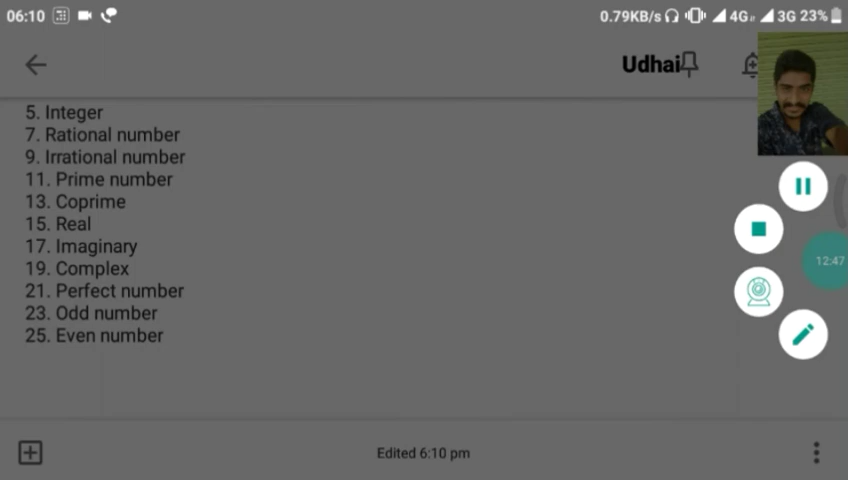 06:10 0.79KB/s 4G 3G 23%
Udhai
5. Integer
7. Rational number
9. Irrational number
11. Prime number
13. Coprime
15. Real
17. Imaginary
19. Complex
21. Perfect number
23. Odd number
25. Even number
12:47
Edited 6:10 pm